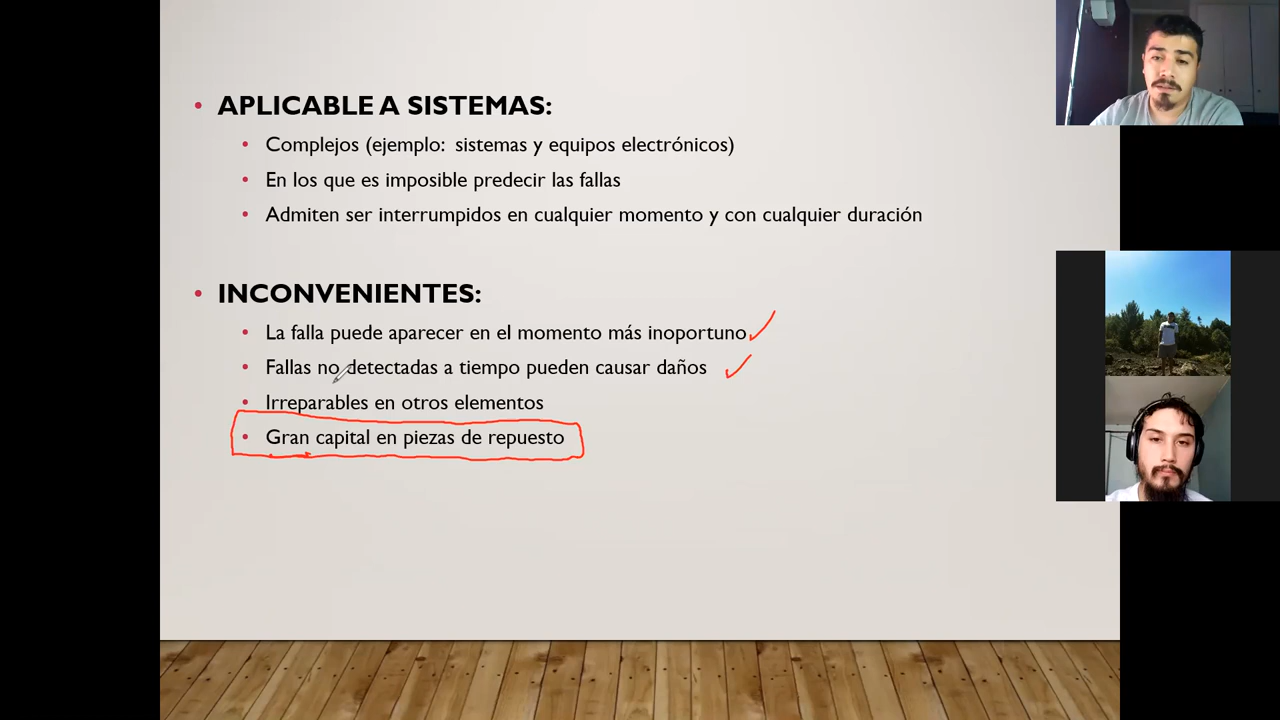 APLICABLE A SISTEMAS:
Complejos (ejemplo: sistemas y equipos electrónicos)
En los que es imposible predecir las fallas
Admiten ser interrumpidos en cualquier momento y con cualquier duración
INCONVENIENTES:
La falla puede aparecer en el momento más inoportuno
Fallas no detectadas a tiempo pueden causar daños
Irreparables en otros elementos
Gran capital en piezas de repuesto